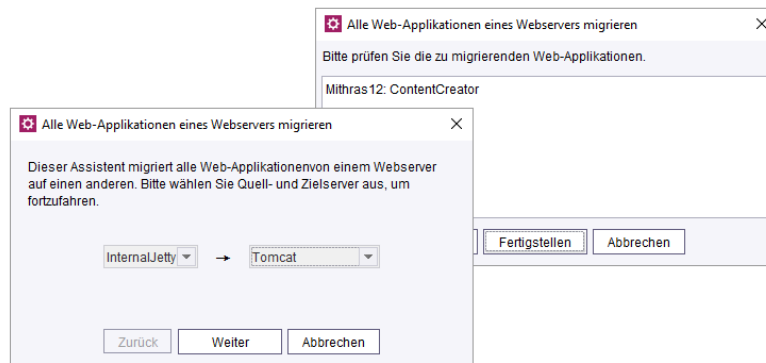 Alle Web-Applikationen eines Webservers migrieren
Bitte prüfen Sie die zu migrierenden Web-Applikationen.
Mithras12: ContentCreator
Fertigstellen
Abbrechen
Alle Web-Applikationen eines Webservers migrieren
Dieser Assistent migriert alle Web-Applikationenvon einem Webserver
auf einen anderen. Bitte wählen Sie Quell- und Zielserver aus, um
fortzufahren.
InternalJetty → Tomcat
Zurück
Weiter
Abbrechen